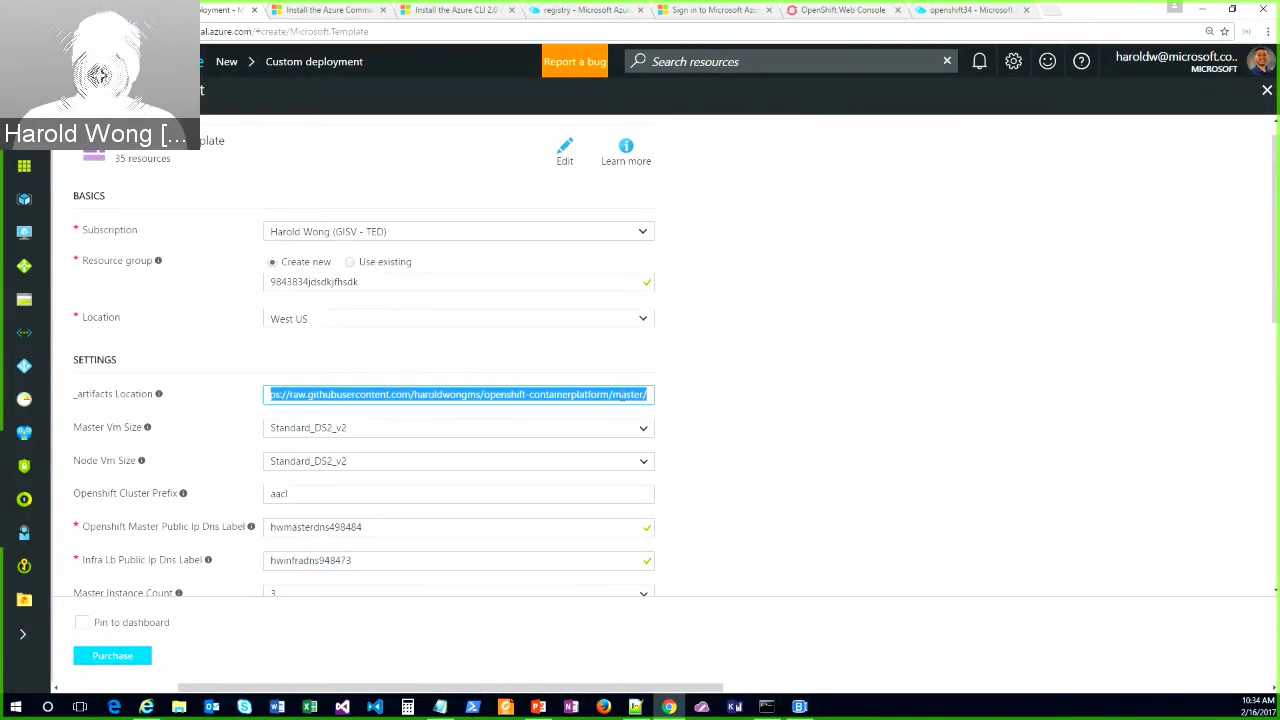 eployment - M
Install the Azure Comma
Install the Azure CLI 2.0 P
registry - Microsoft Azur
Sign in to Microsoft Azur
OpenShift Web Console
openshift34 - Microsoft
al.azure.com/#create/Microsoft.Template
New > Custom deployment
Report a bug
Search resources
haroldw@microsoft.co..
MICROSOFT
t
Harold Wong [...
plate
35 resources
Edit
Learn more
BASICS
* Subscription
Harold Wong (GISV - TED)
* Resource group
Create new
Use existing
9843834jdsdkjfhsdk
* Location
West US
SETTINGS
_artifacts Location
ps://raw.githubusercontent.com/haroldwongms/openshift-containerplatform/master/
Master Vm Size
Standard_DS2_v2
Node Vm Size
Standard_DS2_v2
Openshift Cluster Prefix
aacl
* Openshift Master Public Ip Dns Label
hwmasterdns498484
* Infra Lb Public Ip Dns Label
hwinfradns948473
Master Instance Count
3
Pin to dashboard
Purchase
10:34 AM
2/16/2017